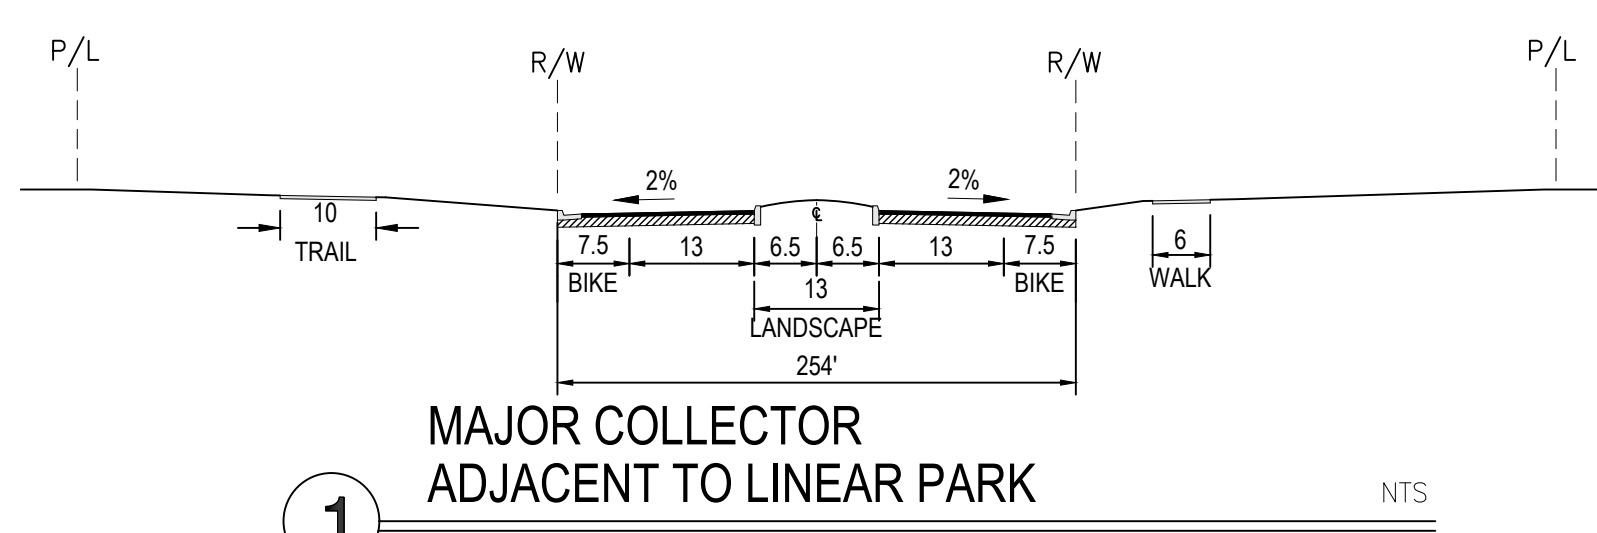 P/L
R/W
R/W
P/L
2%
2%
10
TRAIL
℄
7.5
13
6.5
6.5
13
7.5
6
BIKE
BIKE
WALK
13
LANDSCAPE
254'
MAJOR COLLECTOR
ADJACENT TO LINEAR PARK
NTS
1